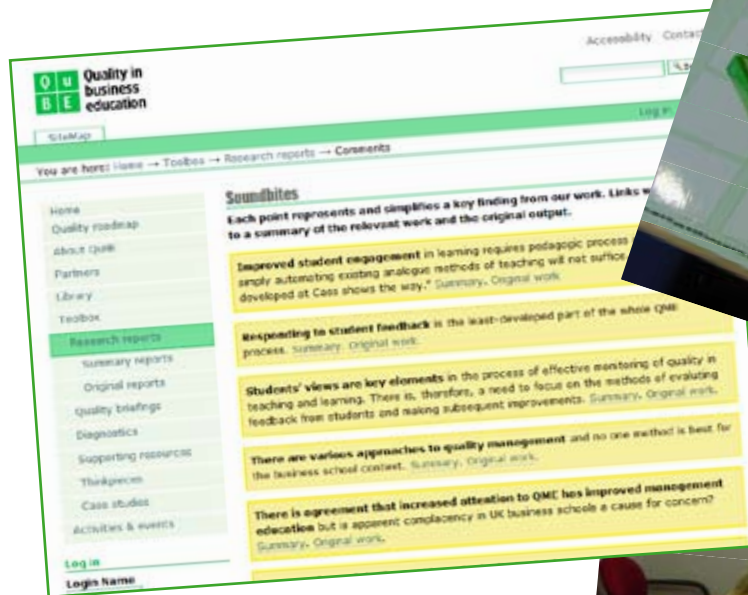 Accessibility Contact
Q u
B E
Quality in
business
education
SiteMap
Log in
You are here: Home → Toolbox → Research reports → Comments
Home
Quality roadmap
About QuBE
Partners
Library
Toolbox
Research reports
Summary reports
Original reports
Quality briefings
Diagnostics
Supporting resources
Thinkpieces
Case studies
Activities & events
Log in
Login Name
Soundbites
Each point represents and simplifies a key finding from our work. Links
to a summary of the relevant work and the original output.
Improved student engagement in learning requires pedagogic process
simply automating existing analogue methods of teaching will not suffice.
developed at Cass shows the way." Summary. Original work
Responding to student feedback is the least-developed part of the whole QME
process. Summary. Original work.
Students' views are key elements in the process of effective monitoring of quality in
teaching and learning. There is, therefore, a need to focus on the methods of evaluting
feedback from students and making subsequent improvements. Summary. Original work.
There are various approaches to quality management and no one method is best for
the business school context. Summary. Original work.
There is agreement that increased attention to QME has improved management
education but is apparent complacency in UK business schools a cause for concern?
Summary. Original work.